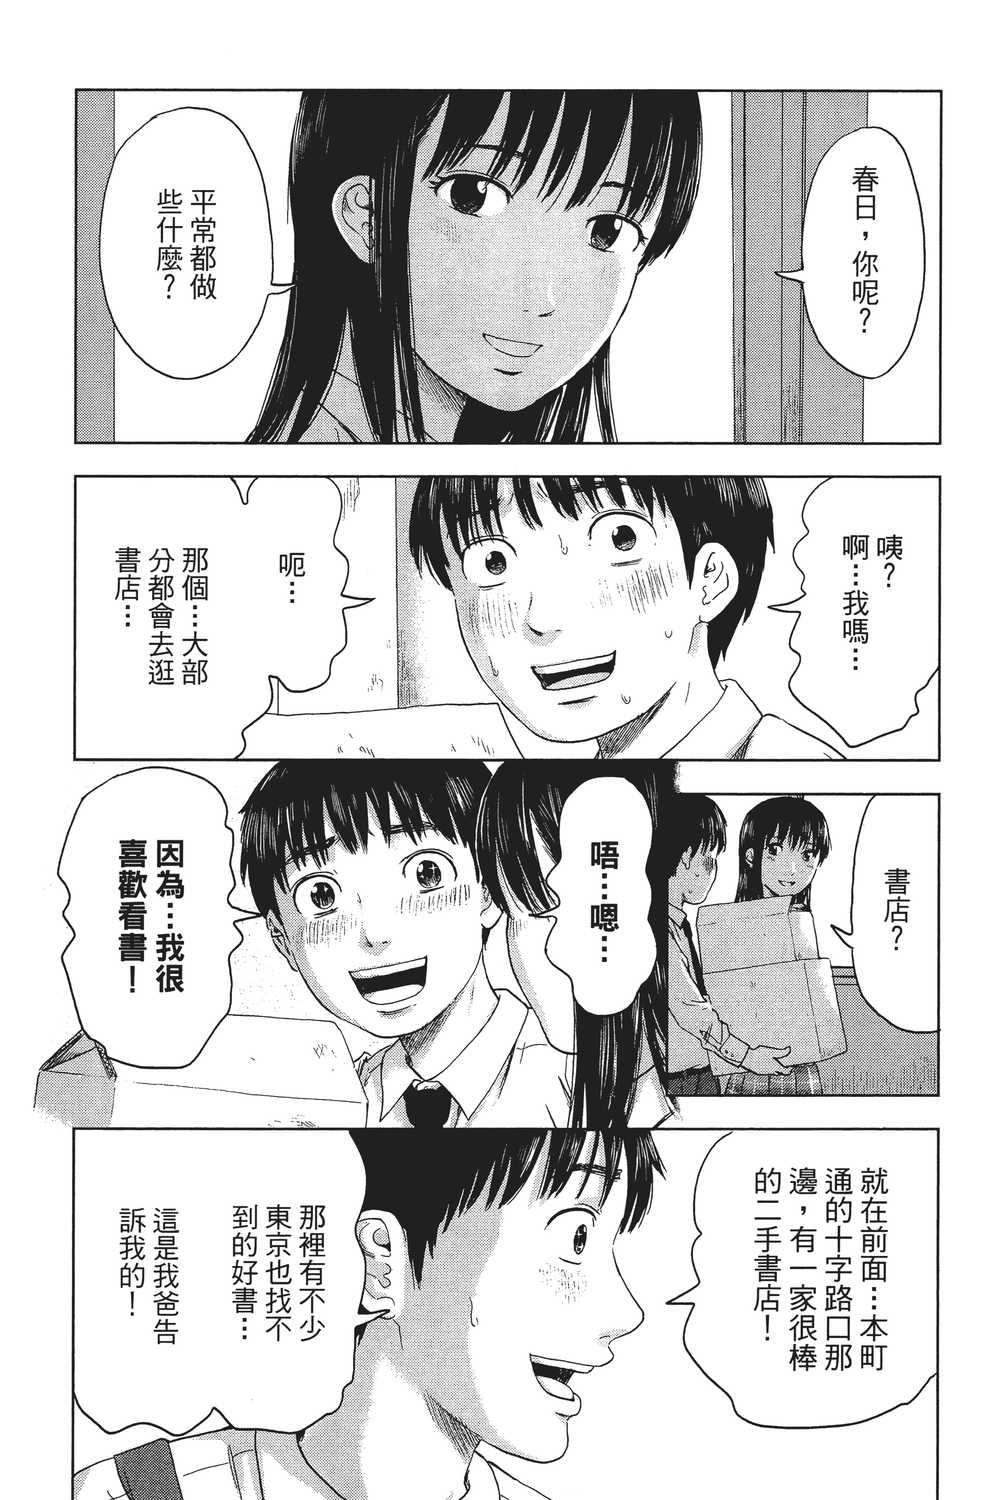 春日，你呢？
平常都做
些什麼？
咦？
啊…我嗎…
呃…
那個…大部
分都會去逛
書店…
書店？
唔…嗯…
因為…我很
喜歡看書！
就在前面…本町
通的十字路口那
邊，有一家很棒
的二手書店！
那裡有不少
東京也找不
到的好書…
這是我爸告
訴我的！